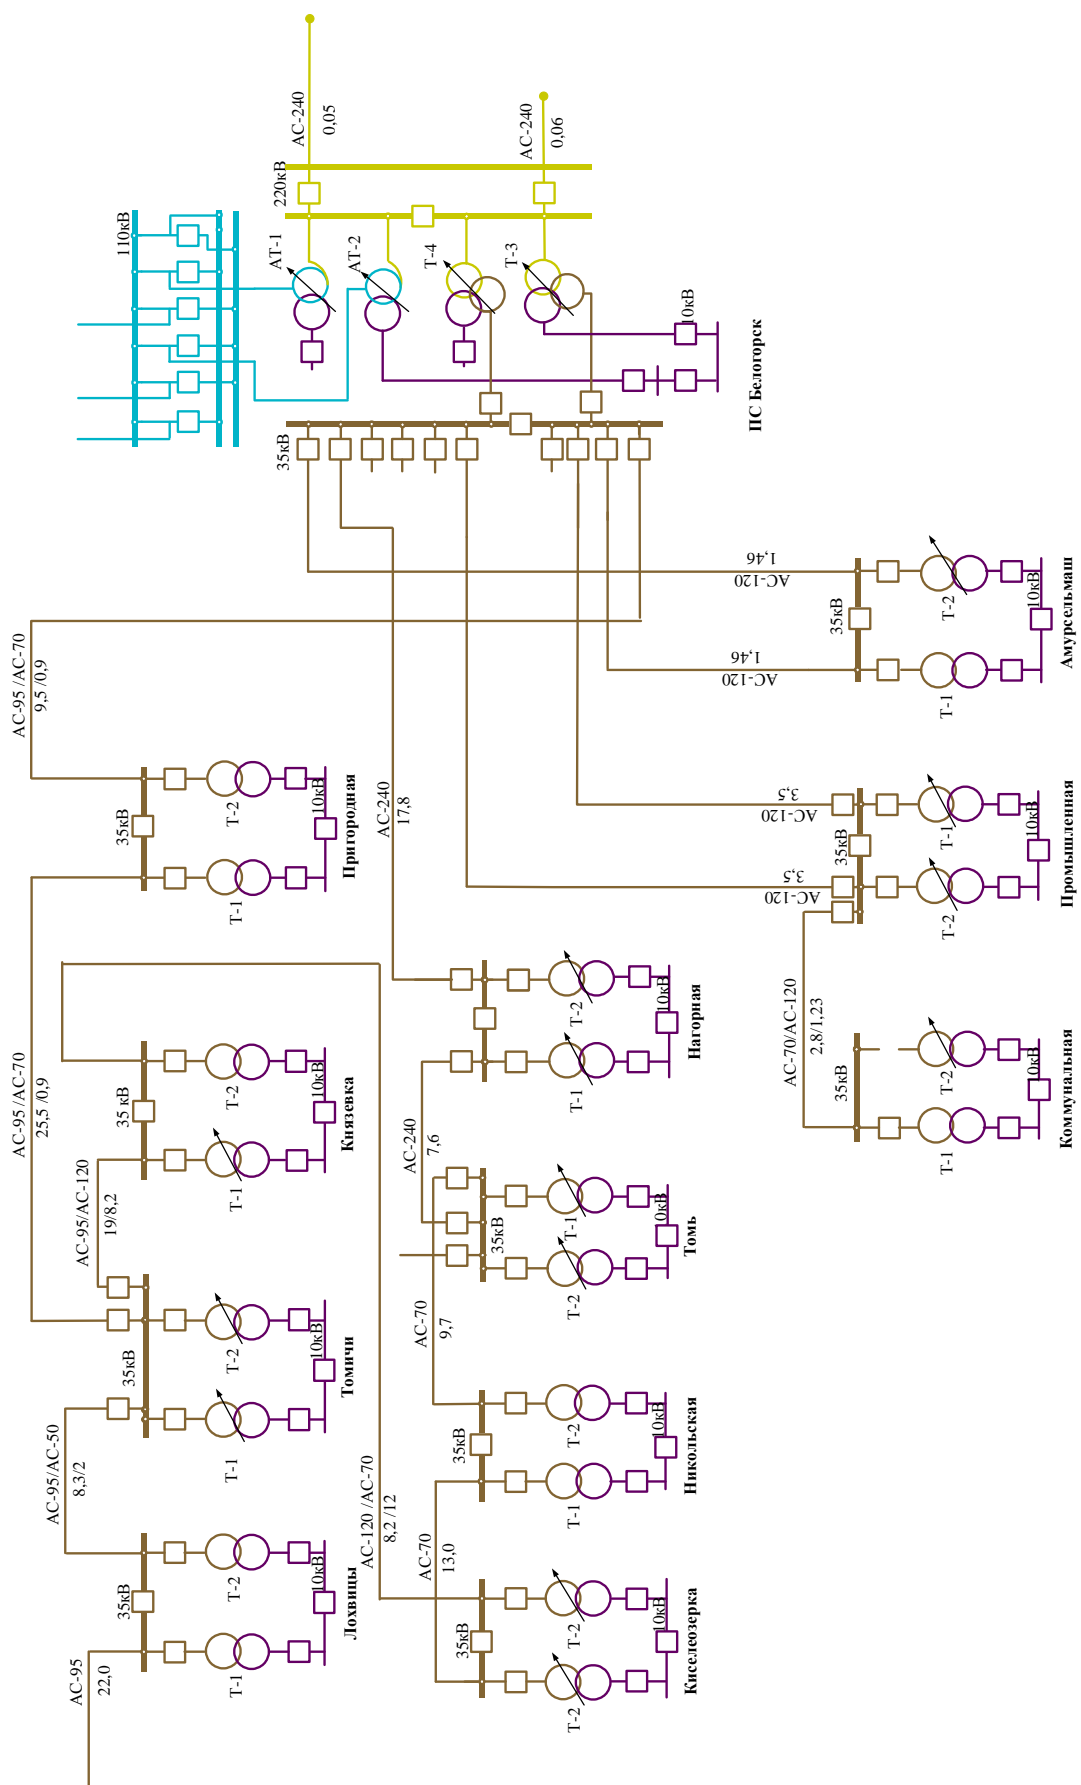 АС-240
0,05
АС-240
0,06
220кВ
110кВ
АТ-1
АТ-2
Т-4
Т-3
10кВ
ПС Белогорск
35кВ
АС-95 /АС-70
9,5 /0,9
35кВ
Т-2
Т-1
10кВ
Пригородная
АС-240
17,8
1,46
АС-120
1,46
АС-120
35кВ
Т-2
Т-1
10кВ
Амурсельмаш
3,5
АС-120
3,5
АС-120
35кВ
Т-1
Т-2
10кВ
Промышленная
АС-70/АС-120
2,8/1,23
35кВ
Т-2
Т-1
10кВ
Коммунальная
АС-95 /АС-70
25,5 /0,9
35 кВ
Т-2
Т-1
10кВ
Князевка
Т-2
Т-1
10кВ
Нагорная
АС-240
7,6
35кВ
Т-1
Т-2
10кВ
Томь
АС-95/АС-120
19/8,2
35кВ
Т-2
Т-1
10кВ
Томичи
АС-70
9,7
35кВ
Т-2
Т-1
10кВ
Никольская
АС-95/АС-50
8,3/2
АС-120 /АС-70
8,2 /12
35кВ
Т-2
Т-1
10кВ
Лохвицы
АС-70
13,0
35кВ
Т-2
Т-2
10кВ
Киселеозерка
АС-95
22,0